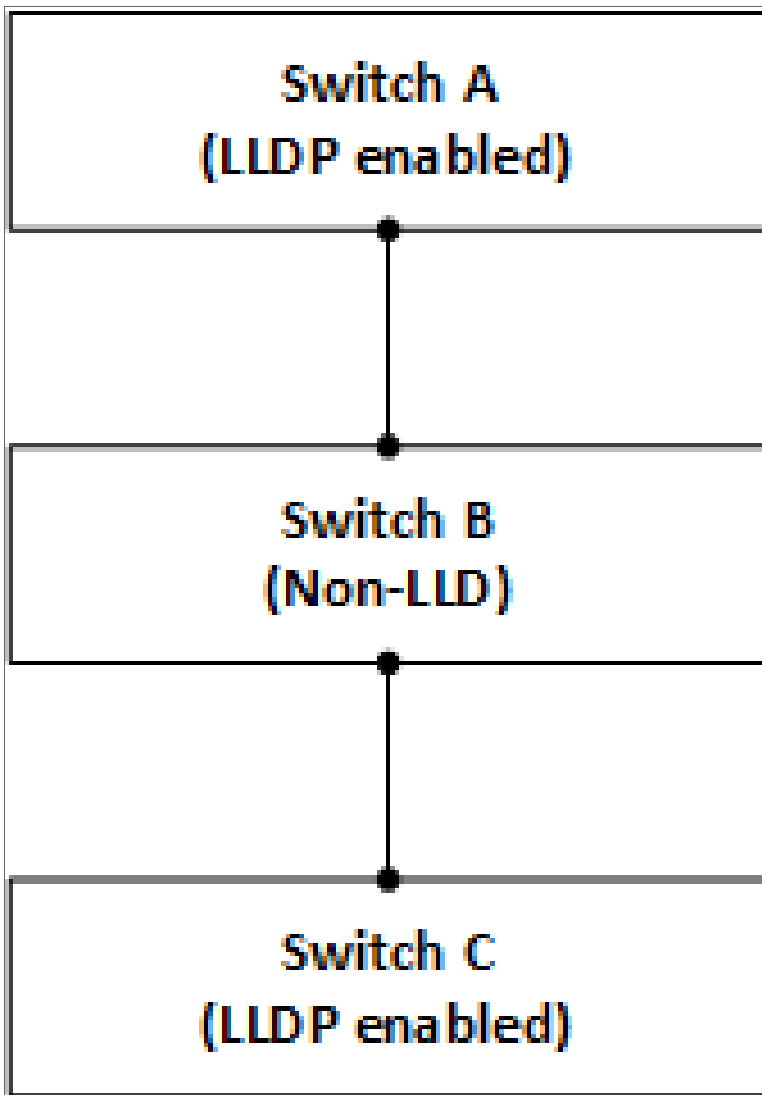 Switch A
(LLDP enabled)
Switch B
(Non-LLD)
Switch C
(LLDP enabled)